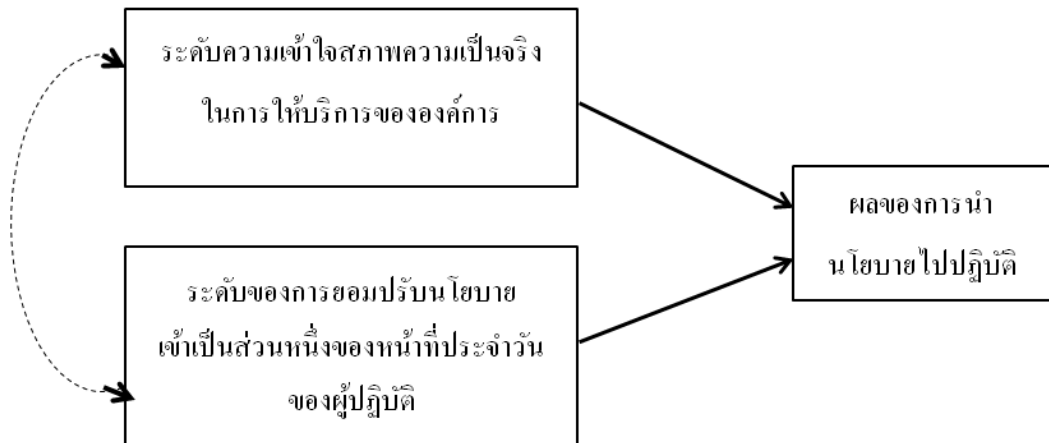 ระดับความเข้าใจสภาพความเป็นจริง
ในการให้บริการขององค์การ
ระดับของการยอมปรับนโยบาย
เข้าเป็นส่วนหนึ่งของหน้าที่ประจำวัน
ของผู้ปฏิบัติ
ผลของการนำ
นโยบายไปปฏิบัติ